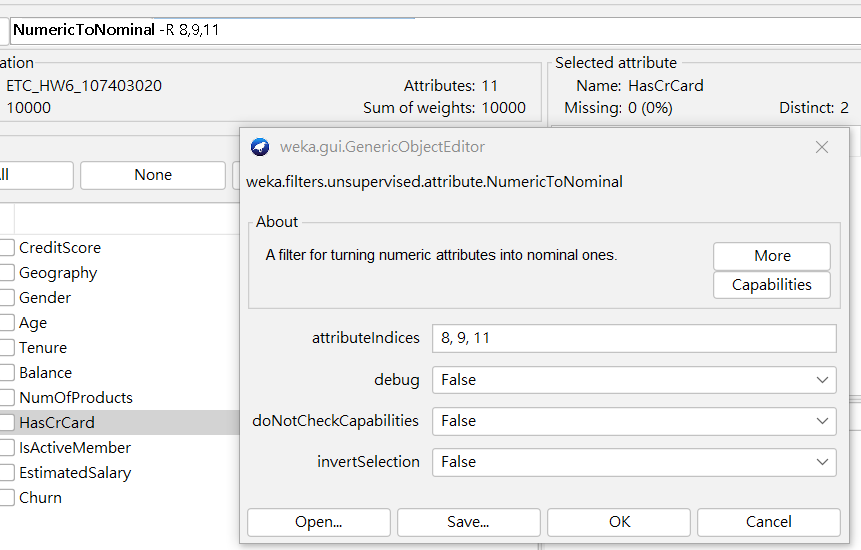 NumericToNominal -R 8,9,11
ation
ETC_HW6_107403020
Attributes: 11
10000
Sum of weights: 10000
Selected attribute
Name: HasCrCard
Missing: 0 (0%)
Distinct: 2
ll
None
CreditScore
Geography
Gender
Age
Tenure
Balance
NumOfProducts
HasCrCard
IsActiveMember
EstimatedSalary
Churn
weka.gui.GenericObjectEditor
weka.filters.unsupervised.attribute.NumericToNominal
About
A filter for turning numeric attributes into nominal ones.
More
Capabilities
attributeIndices 8, 9, 11
debug False
doNotCheckCapabilities False
invertSelection False
Open... Save... OK Cancel